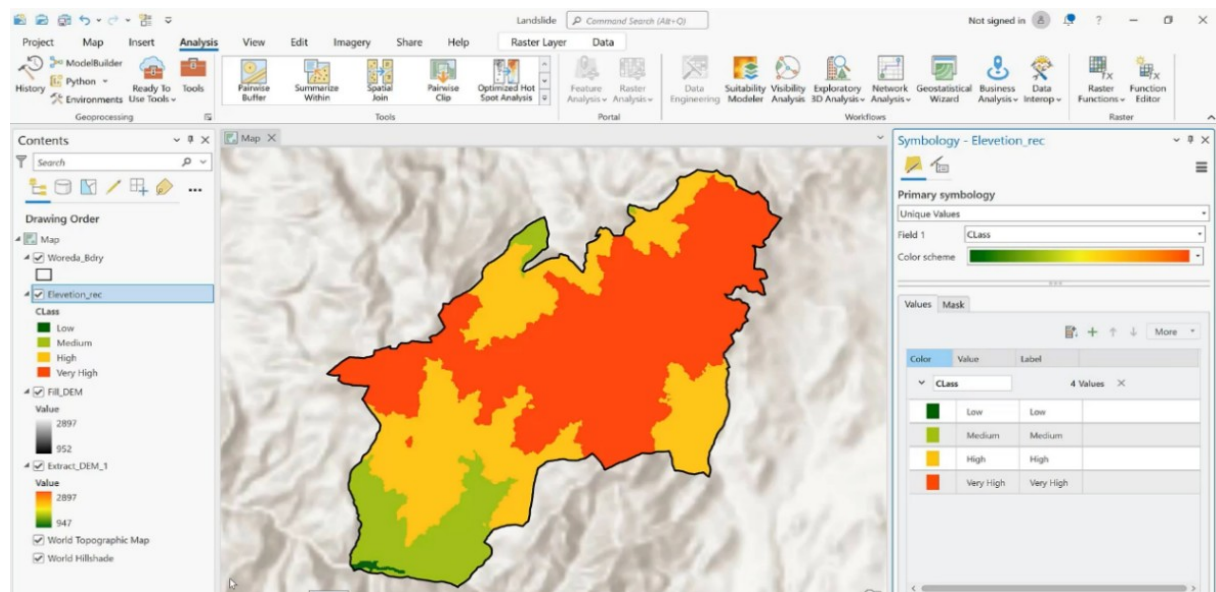 Landslide
Command Search (Alt+Q)
Not signed in
?
Project Map Insert Analysis View Edit Imagery Share Help Raster Layer Data
History
ModelBuilder
Python
Environments
Ready To Use Tools
Tools
Geoprocessing
Pairwise Buffer
Summarize Within
Spatial Join
Pairwise Clip
Optimized Hot Spot Analysis
Tools
Feature Analysis
Raster Analysis
Portal
Data Engineering
Suitability Modeler
Visibility Analysis
Exploratory 3D Analysis
Network Analysis
Geostatistical Wizard
Business Analysis
Data Interop
Workflows
Raster Functions
Function Editor
Raster
Contents
Search
Drawing Order
Map
Woreda_Bdry
Elevetion_rec
CLass
Low
Medium
High
Very High
Fill_DEM
Value
2897
952
Extract_DEM_1
Value
2897
947
World Topographic Map
World Hillshade
Map
Symbology - Elevetion_rec
Primary symbology
Unique Values
Field 1 CLass
Color scheme
Values Mask
More
Color Value Label
CLass 4 Values
Low Low
Medium Medium
High High
Very High Very High